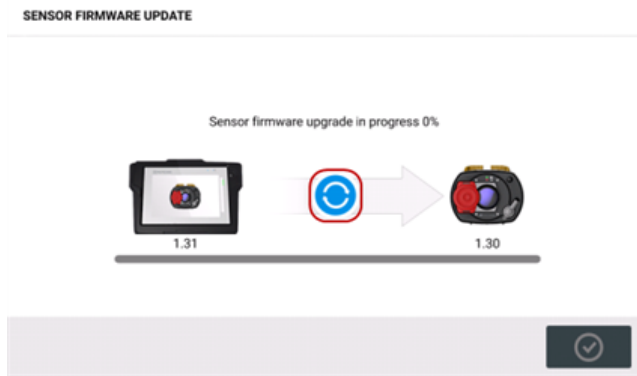 SENSOR FIRMWARE UPDATE
Sensor firmware upgrade in progress 0%
1.31
1.30